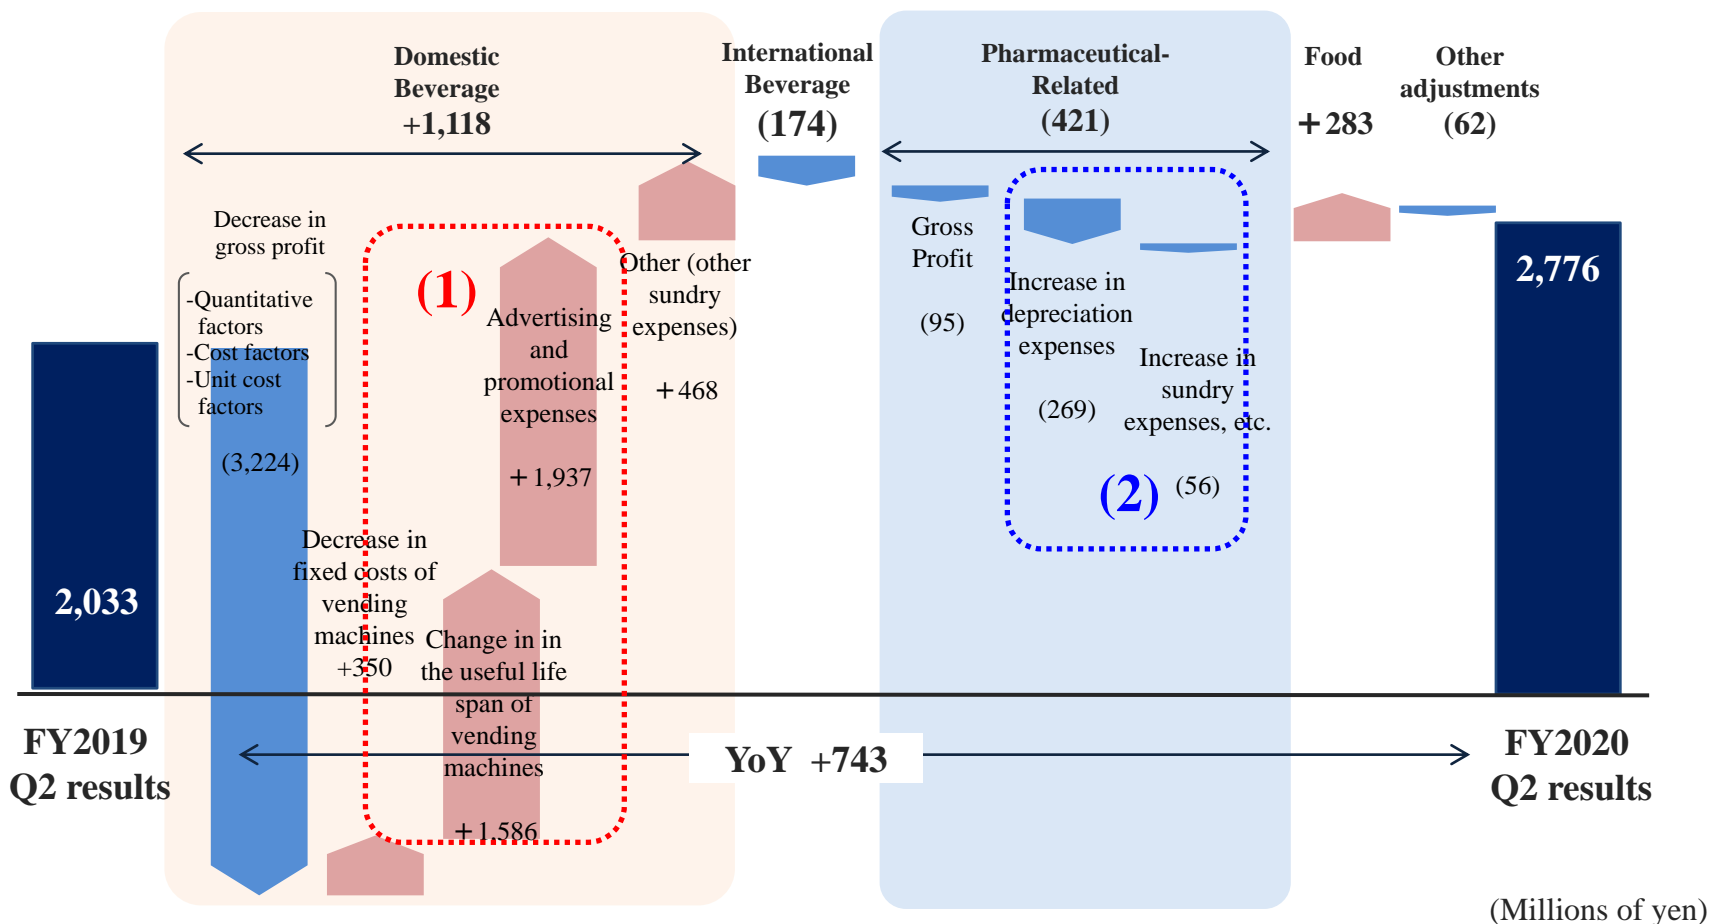 Domestic
Beverage
+1,118
International
Beverage
(174)
Pharmaceutical-
Related
(421)
Food
+283
Other
adjustments
(62)
Decrease in
gross profit
-Quantitative
factors
-Cost factors
-Unit cost
factors
(3,224)
(1)
Advertising
and
promotional
expenses
+1,937
Other (other
sundry
expenses)
+468
Gross
Profit
(95)
Increase in
depreciation
expenses
(269)
Increase in
sundry
expenses, etc.
(56)
(2)
2,776
2,033
Decrease in
fixed costs of
vending
machines
+350
Change in in
the useful life
span of
vending
machines
+1,586
FY2019
Q2 results
YoY +743
FY2020
Q2 results
(Millions of yen)